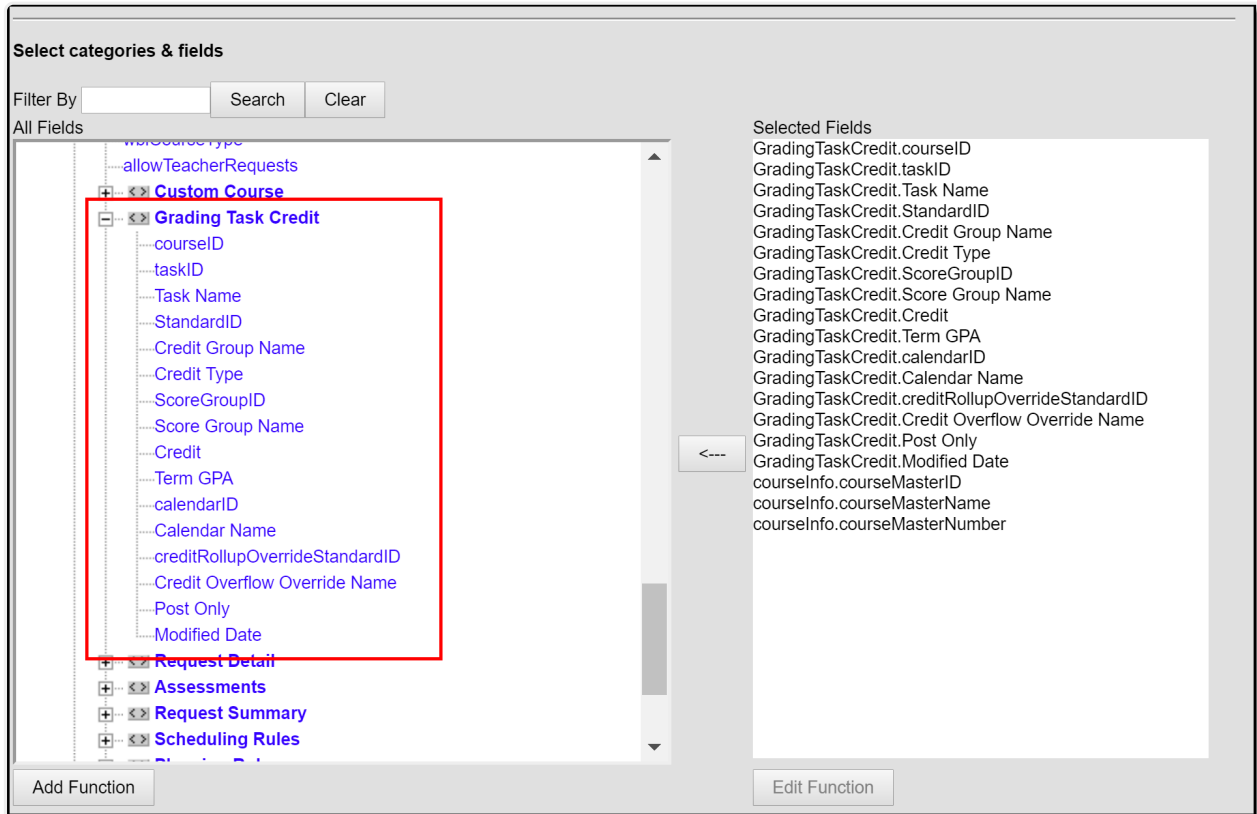 Select categories & fields
Filter By
Search
Clear
All Fields
allowTeacherRequests
Custom Course
Grading Task Credit
courseID
taskID
Task Name
StandardID
Credit Group Name
Credit Type
ScoreGroupID
Score Group Name
Credit
Term GPA
calendarID
Calendar Name
creditRollupOverrideStandardID
Credit Overflow Override Name
Post Only
Modified Date
Request Detail
Assessments
Request Summary
Scheduling Rules
Add Function
<---
Selected Fields
GradingTaskCredit.courseID
GradingTaskCredit.taskID
GradingTaskCredit.Task Name
GradingTaskCredit.StandardID
GradingTaskCredit.Credit Group Name
GradingTaskCredit.Credit Type
GradingTaskCredit.ScoreGroupID
GradingTaskCredit.Score Group Name
GradingTaskCredit.Credit
GradingTaskCredit.Term GPA
GradingTaskCredit.calendarID
GradingTaskCredit.Calendar Name
GradingTaskCredit.creditRollupOverrideStandardID
GradingTaskCredit.Credit Overflow Override Name
GradingTaskCredit.Post Only
GradingTaskCredit.Modified Date
courseInfo.courseMasterID
courseInfo.courseMasterName
courseInfo.courseMasterNumber
Edit Function